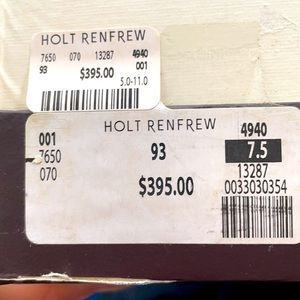 HOLT RENFREW
7650 070 13287 4940
93 $395.00 001
5.0-11.0
HOLT RENFREW 4940
001 93 7.5
7650 13287
070 $395.00 0033030354